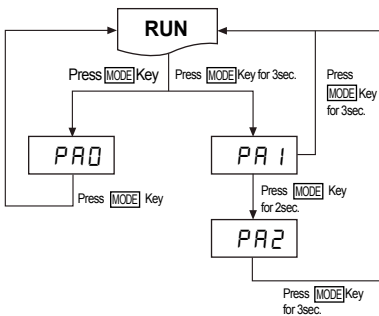 RUN
Press MODE Key
Press MODE Key for 3sec.
Press
MODE Key
for 3sec.
PA0
PA1
Press MODE Key
Press MODE Key
for 2sec.
PA2
Press MODE Key
for 3sec.